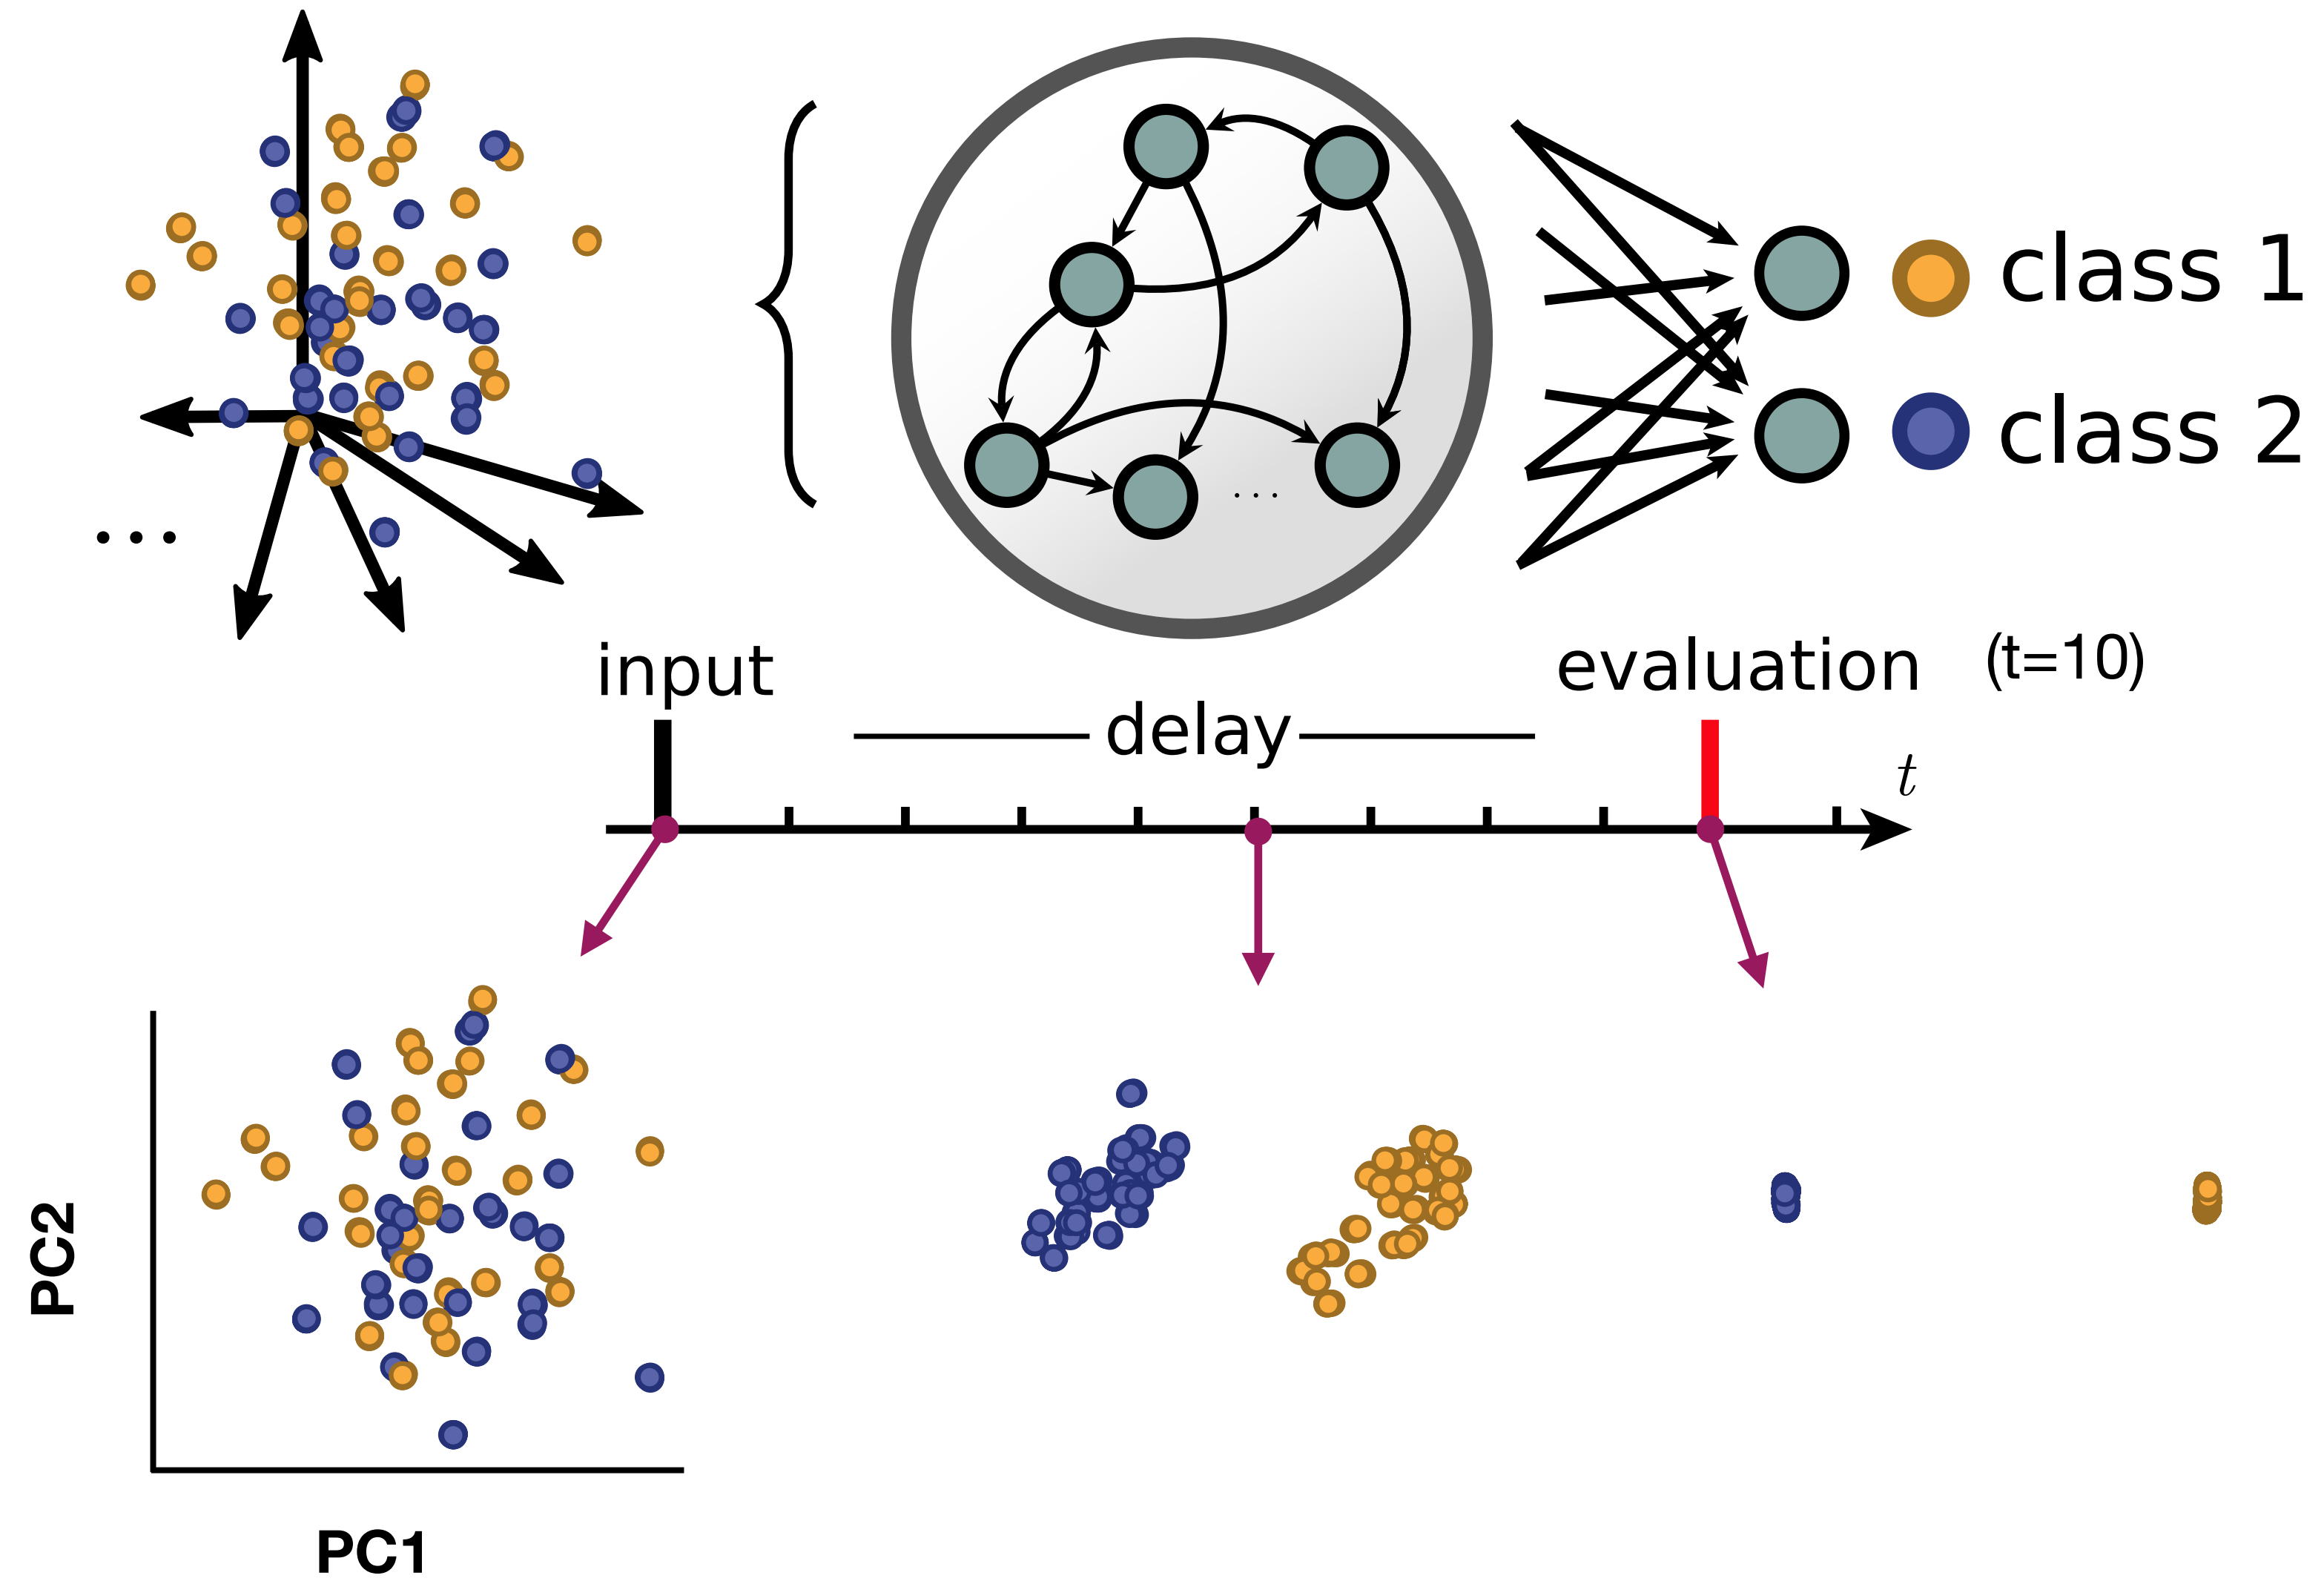 class 1
class 2
...
...
input
evaluation (t=10)
delay
t
PC2
PC1